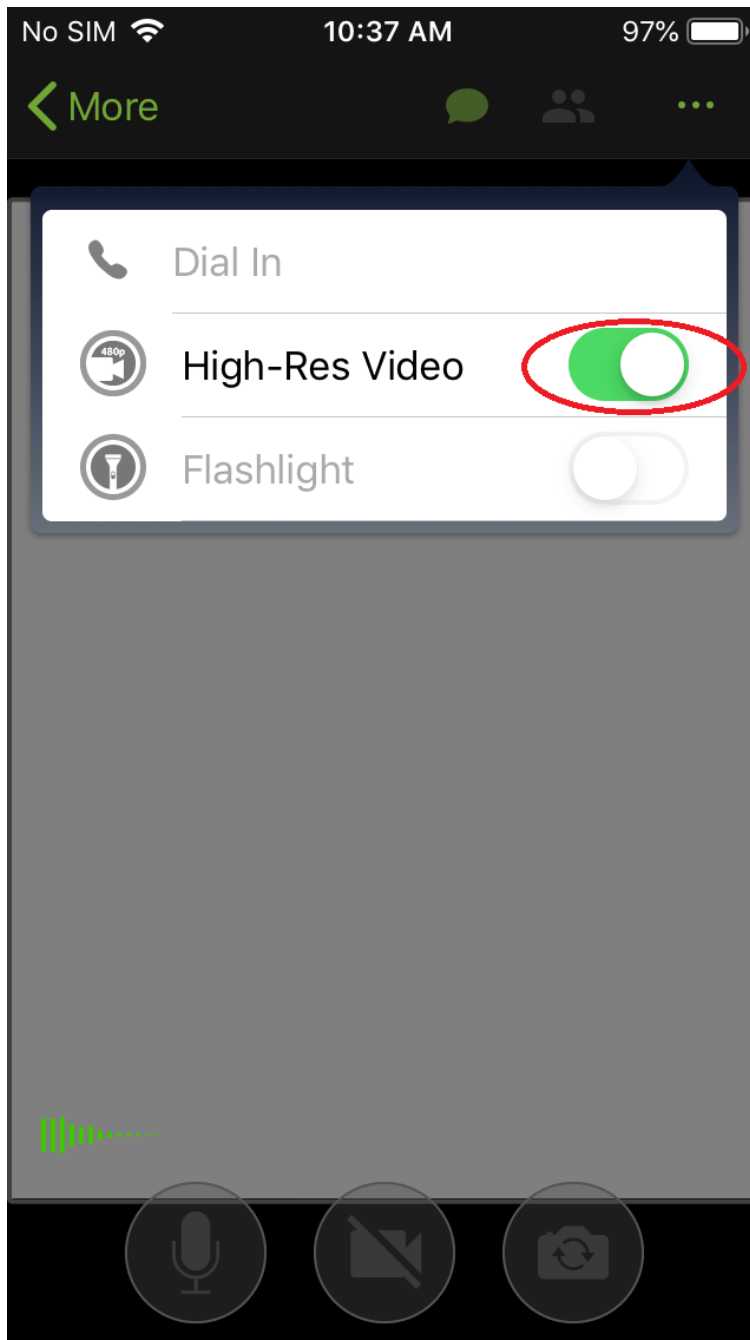 No SIM 10:37 AM 97%
More
Dial In
480p
High-Res Video
Flashlight